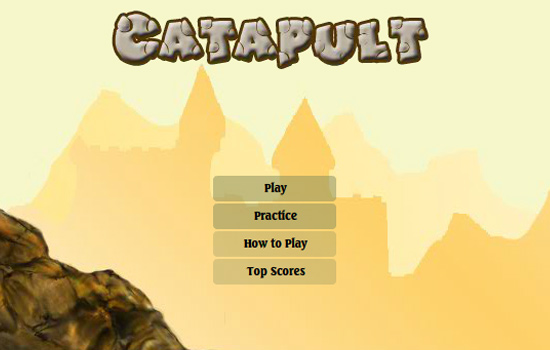 Catapult
Play
Practice
How to Play
Top Scores